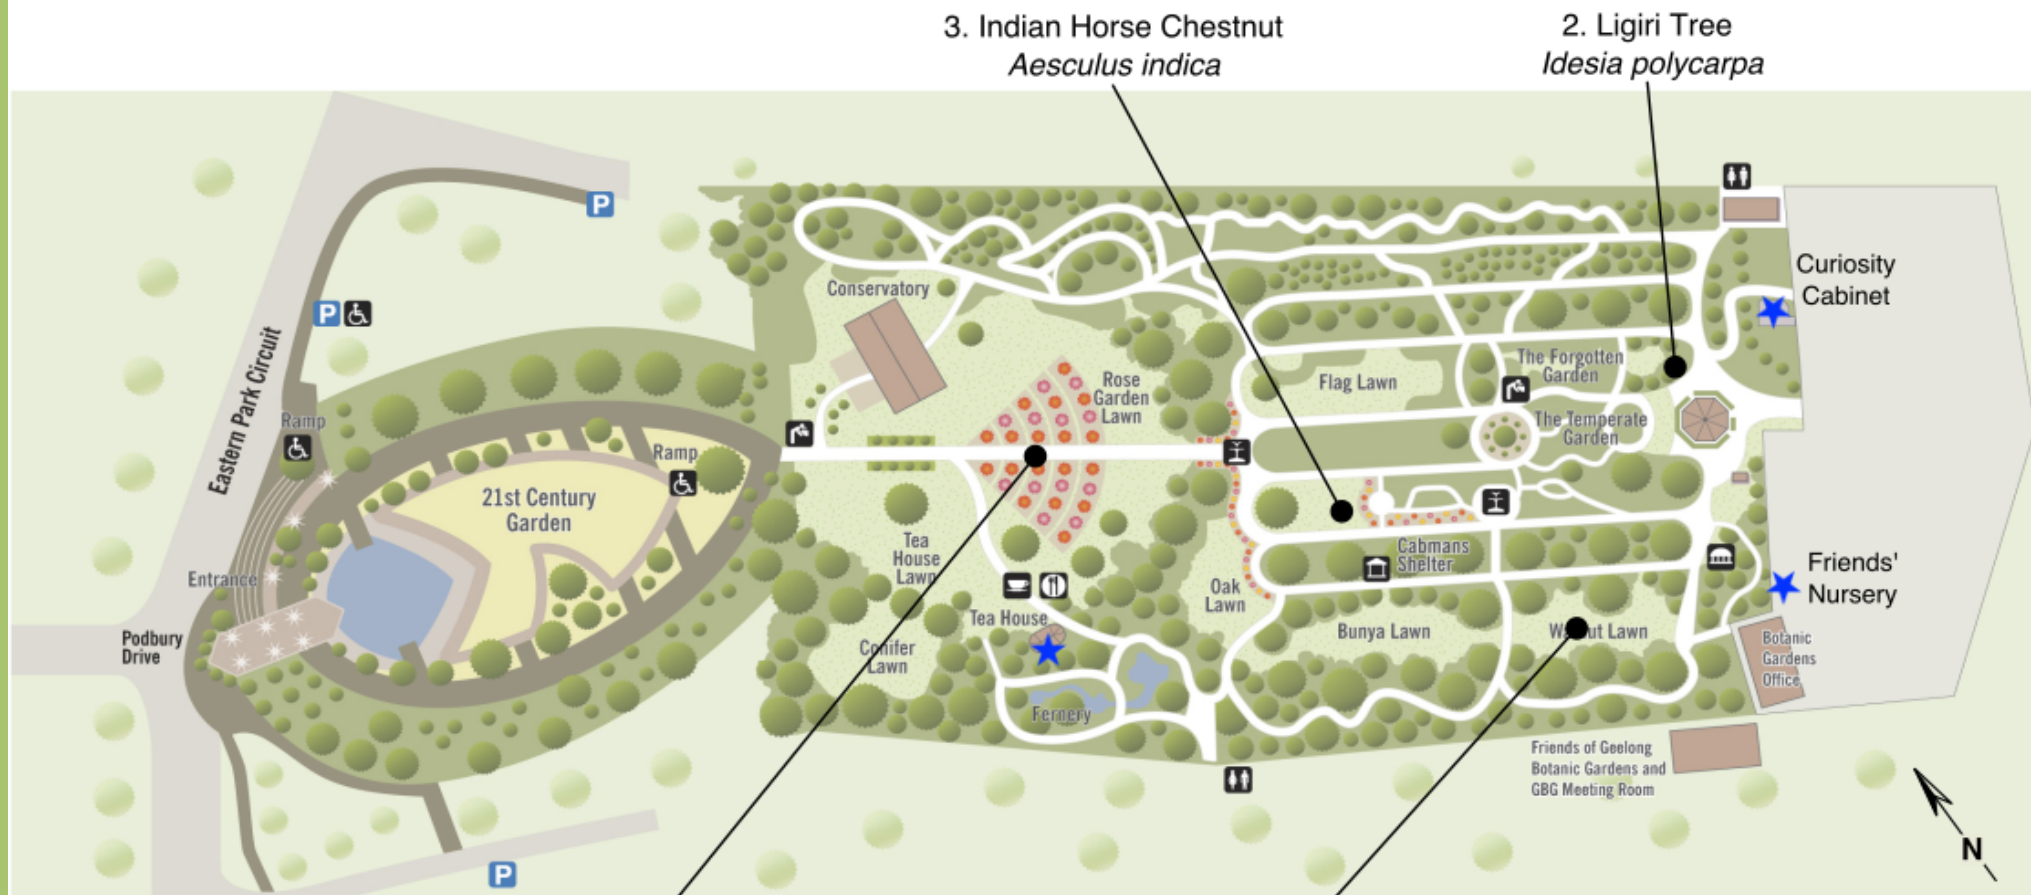 3. Indian Horse Chestnut
Aesculus indica
2. Ligiri Tree
Idesia polycarpa
Curiosity
Cabinet
Conservatory
P
P
Eastern Park Circuit
Ramp
Rose
Garden
Lawn
Flag Lawn
The Forgotten
Garden
The Temperate
Garden
Ramp
21st Century
Garden
Tea
House
Lawn
Cabmans
Shelter
Entrance
Oak
Lawn
Friends'
Nursery
Podbury
Drive
Tea House
Conifer
Lawn
Bunya Lawn
Walnut Lawn
Botanic
Gardens
Office
Fernery
Friends of Geelong
Botanic Gardens and
GBG Meeting Room
N
P